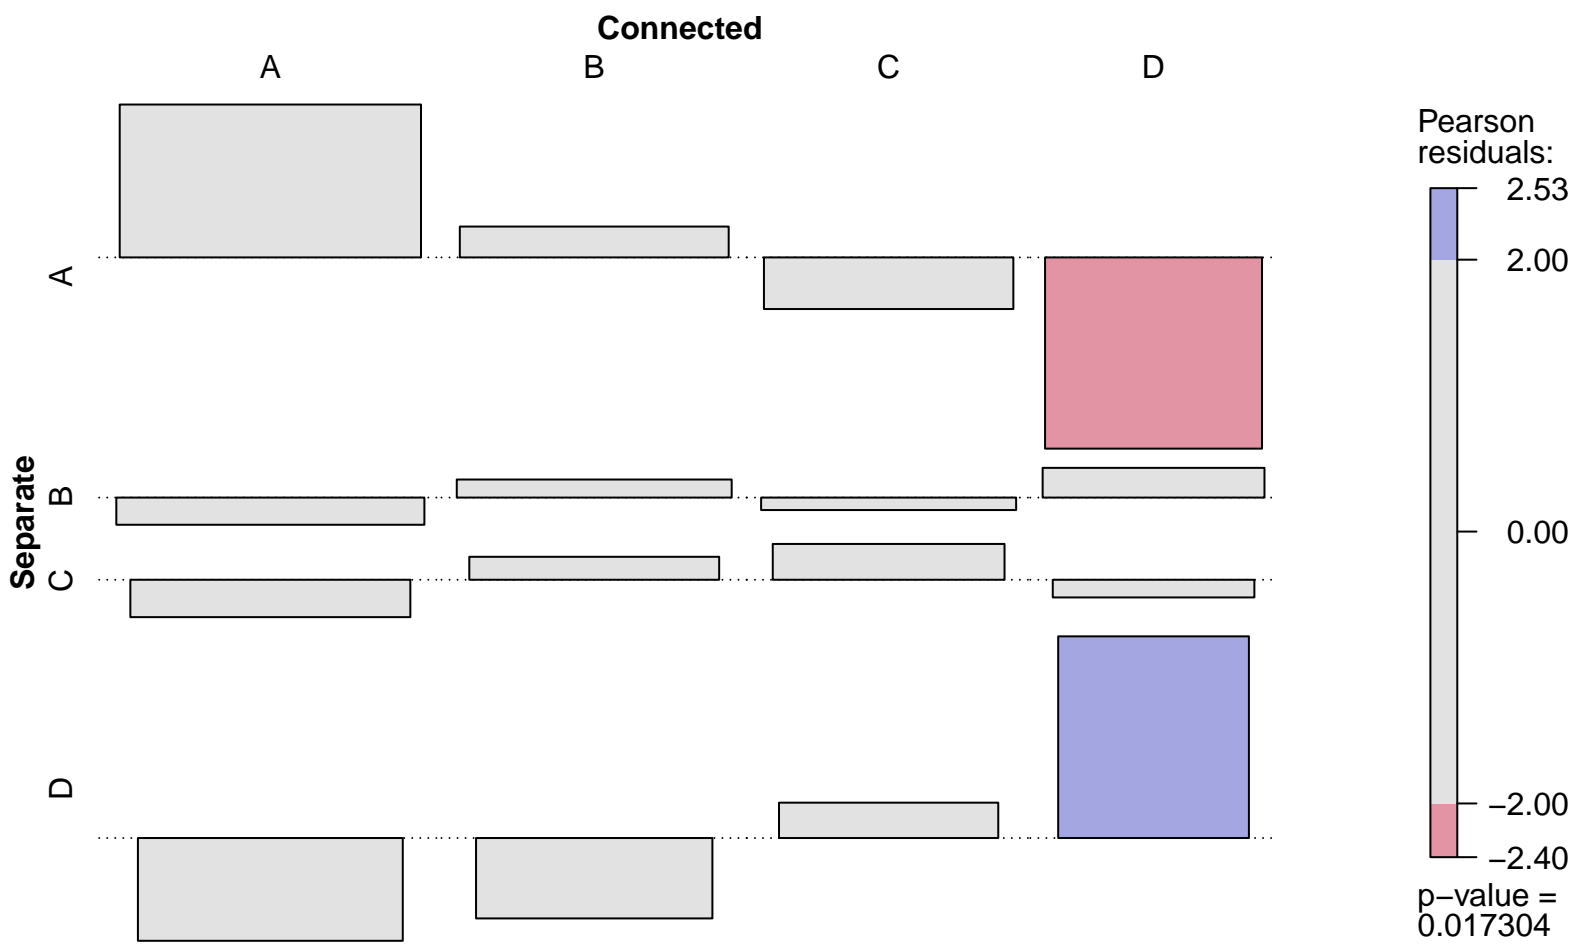 Connected
A B C D
Pearson
residuals:
2.53
2.00
0.00
−2.00
−2.40
p−value =
0.017304
Separate
A
B
C
D